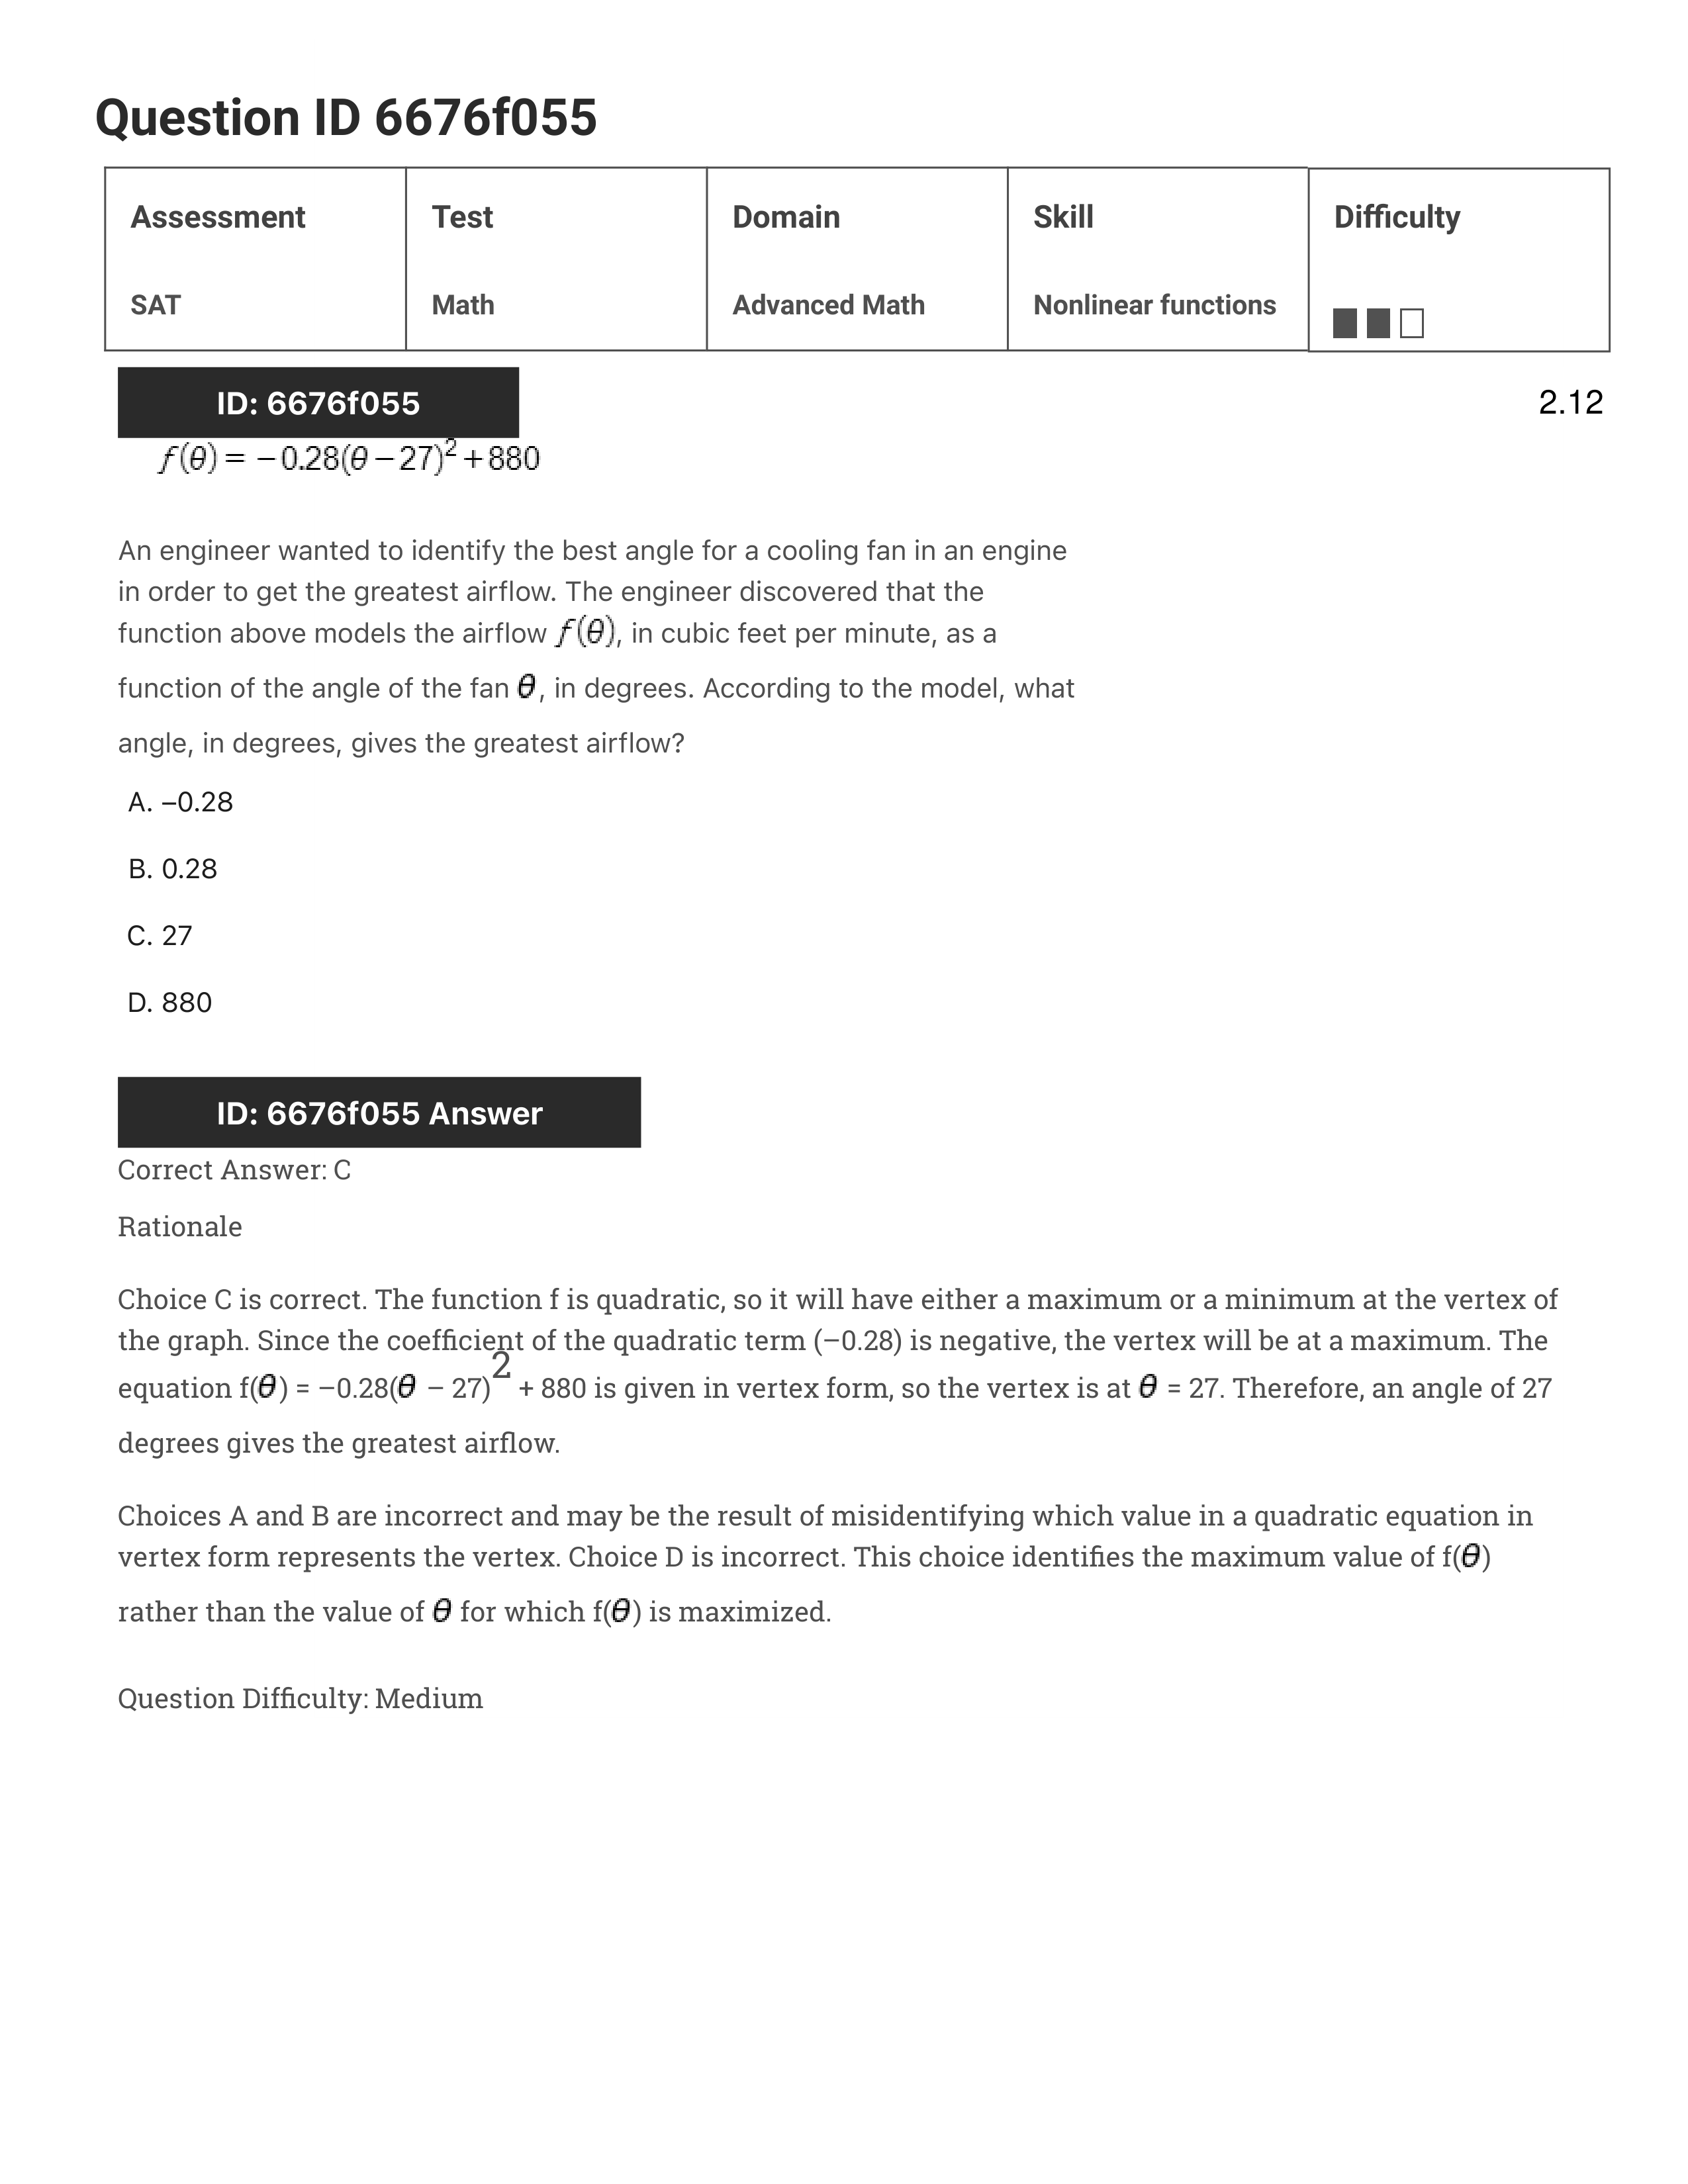 Question ID 6676f055
Assessment Test Domain Skill Difficulty
SAT Math Advanced Math Nonlinear functions
ID: 6676f055 2.12
f(θ) = −0.28(θ − 27)² + 880
An engineer wanted to identify the best angle for a cooling fan in an engine
in order to get the greatest airflow. The engineer discovered that the
function above models the airflow f(θ), in cubic feet per minute, as a
function of the angle of the fan θ, in degrees. According to the model, what
angle, in degrees, gives the greatest airflow?
A. –0.28
B. 0.28
C. 27
D. 880
ID: 6676f055 Answer
Correct Answer: C
Rationale
Choice C is correct. The function f is quadratic, so it will have either a maximum or a minimum at the vertex of
the graph. Since the coefficient of the quadratic term (−0.28) is negative, the vertex will be at a maximum. The
equation f(θ) = −0.28(θ − 27)² + 880 is given in vertex form, so the vertex is at θ = 27. Therefore, an angle of 27
degrees gives the greatest airflow.
Choices A and B are incorrect and may be the result of misidentifying which value in a quadratic equation in
vertex form represents the vertex. Choice D is incorrect. This choice identifies the maximum value of f(θ)
rather than the value of θ for which f(θ) is maximized.
Question Difficulty: Medium